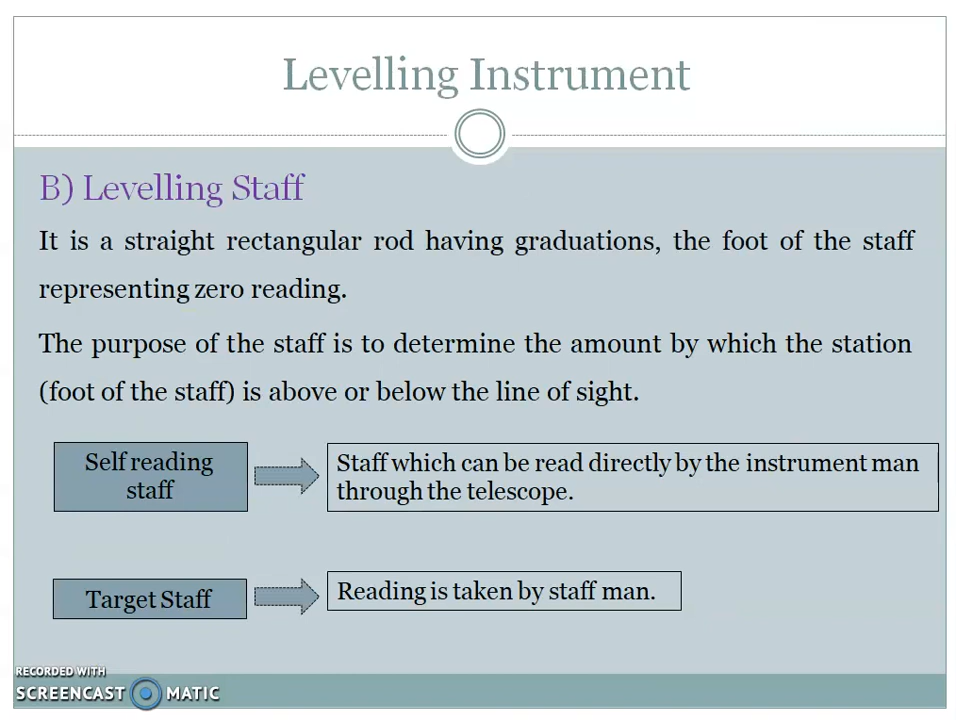 Levelling Instrument
B) Levelling Staff
It is a straight rectangular rod having graduations, the foot of the staff
representing zero reading.
The purpose of the staff is to determine the amount by which the station
(foot of the staff) is above or below the line of sight.
Self reading
staff
Staff which can be read directly by the instrument man
through the telescope.
Target Staff
Reading is taken by staff man.
RECORDED WITH
SCREENCAST MATIC